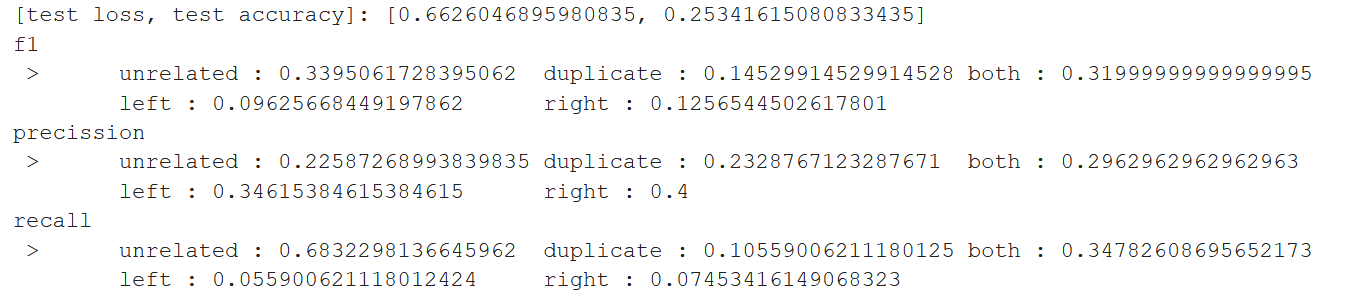 [test loss, test accuracy]: [0.6626046895980835, 0.25341615080833435]
f1
 >      unrelated : 0.3395061728395062  duplicate : 0.14529914529914528 both : 0.31999999999999995
        left : 0.09625668449197862      right : 0.1256544502617801
precission
 >      unrelated : 0.22587268993839835 duplicate : 0.2328767123287671  both : 0.2962962962962963
        left : 0.34615384615384615      right : 0.4
recall
 >      unrelated : 0.6832298136645962  duplicate : 0.10559006211180125 both : 0.34782608695652173
        left : 0.055900621118012424     right : 0.07453416149068323